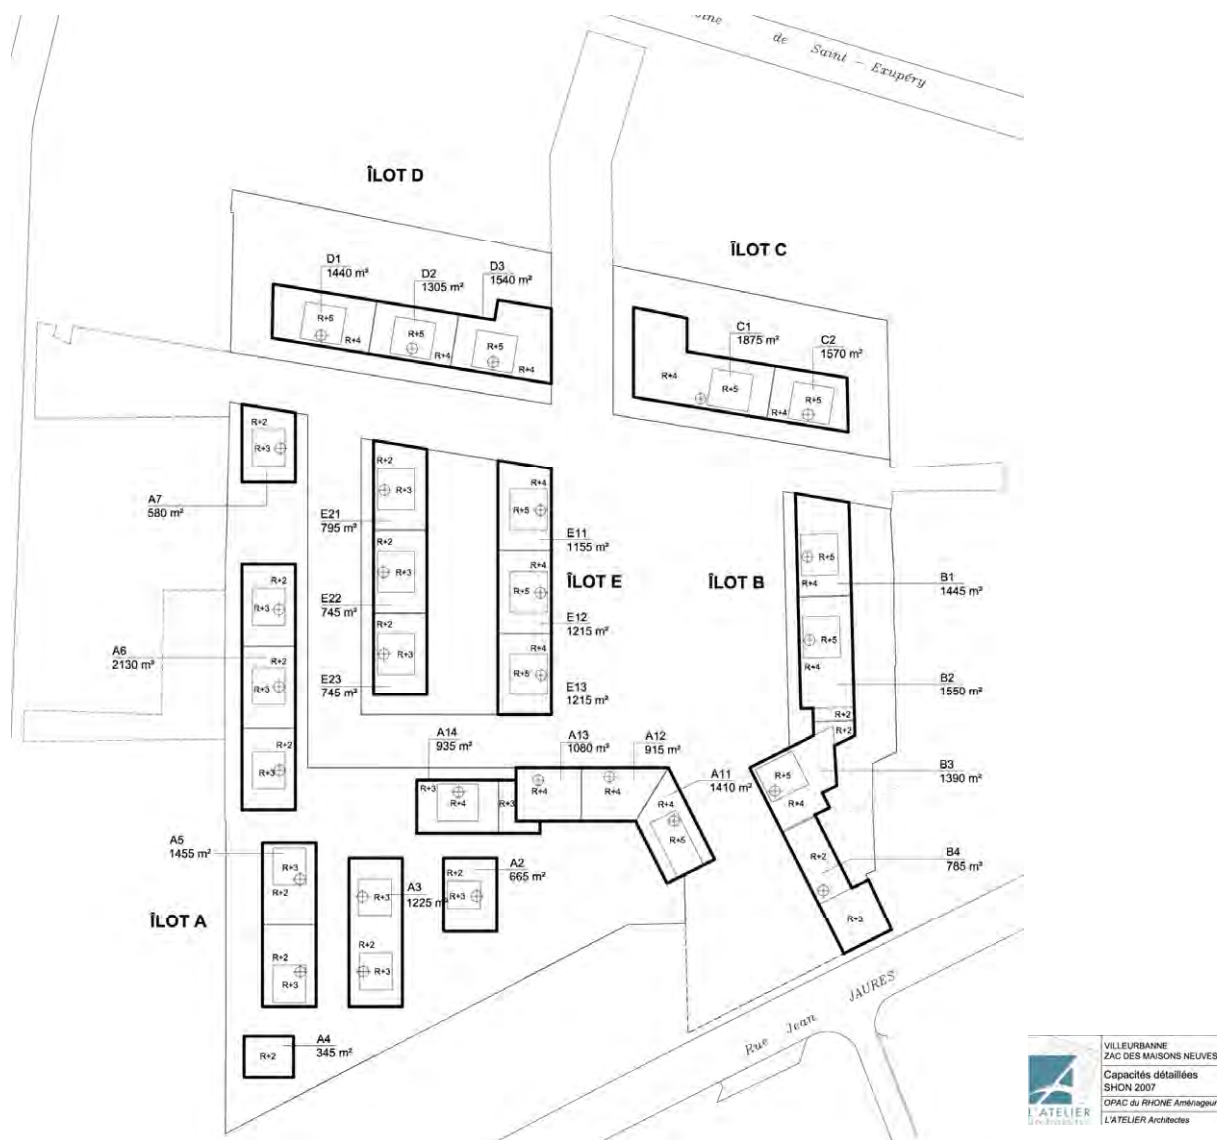 de Saint - Exupéry
ÎLOT D
D1
1440 m²
D2
1305 m²
D3
1540 m²
R+5
R+4
R+5
R+4
R+5
R+4
ÎLOT C
C1
1875 m²
C2
1570 m²
R+4
R+5
R+4
R+5
R+2
R+3
A7
580 m²
R+2
R+3
E21
795 m²
R+2
R+3
E22
745 m²
R+2
R+3
E23
745 m²
R+4
R+5
E11
1155 m²
ÎLOT E
R+4
R+5
E12
1215 m²
R+4
R+5
E13
1215 m²
ÎLOT B
R+5
R+4
B1
1445 m²
R+5
R+4
B2
1550 m²
R+2
R+2
B3
1390 m²
R+5
R+4
B4
785 m²
R+2
R+2
R+3
A6
2130 m²
R+2
R+3
R+2
R+3
A14
935 m²
A13
1080 m²
A12
915 m²
A11
1410 m²
R+3
R+4
R+3
R+4
R+4
R+4
R+5
A5
1455 m²
R+3
R+2
R+2
R+3
ÎLOT A
A3
1225 m²
R+3
R+2
R+3
A2
665 m²
R+2
R+3
A4
345 m²
R+2
Rue Jean JAURES
VILLEURBANNE
ZAC DES MAISONS NEUVES
Capacités détaillées
SHON 2007
OPAC du RHONE Aménageur
L'ATELIER Architectes
L'ATELIER